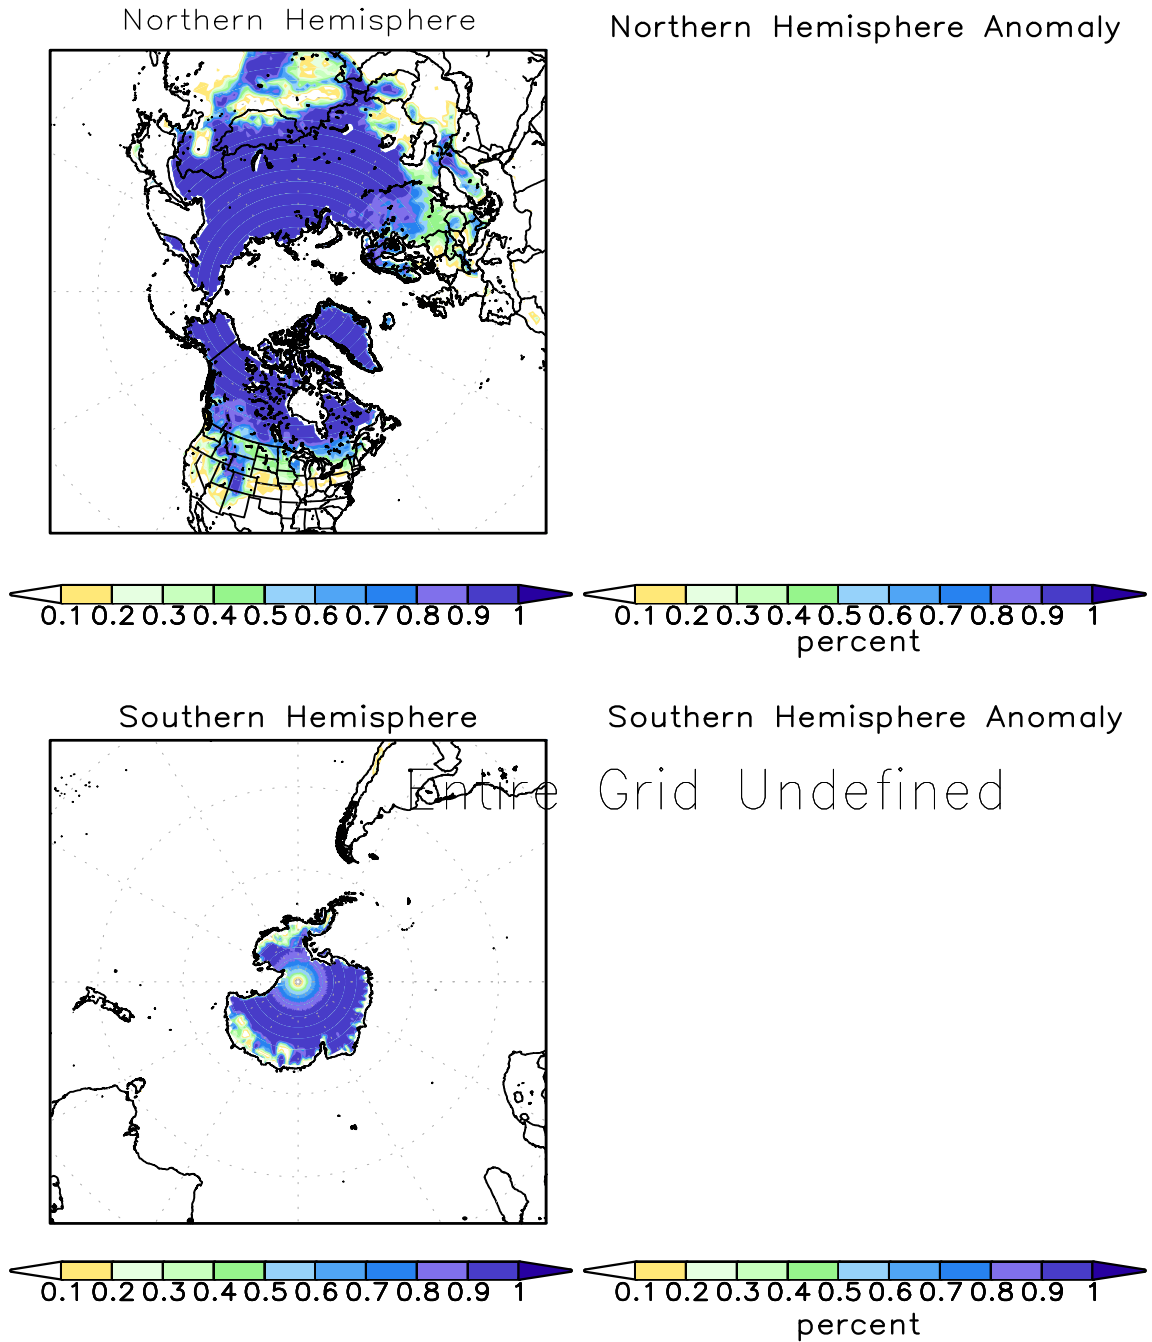 Northern Hemisphere
Northern Hemisphere Anomaly
0.1 0.2 0.3 0.4 0.5 0.6 0.7 0.8 0.9 1
0.1 0.2 0.3 0.4 0.5 0.6 0.7 0.8 0.9 1
percent
Southern Hemisphere
Southern Hemisphere Anomaly
Entire Grid Undefined
0.1 0.2 0.3 0.4 0.5 0.6 0.7 0.8 0.9 1
0.1 0.2 0.3 0.4 0.5 0.6 0.7 0.8 0.9 1
percent